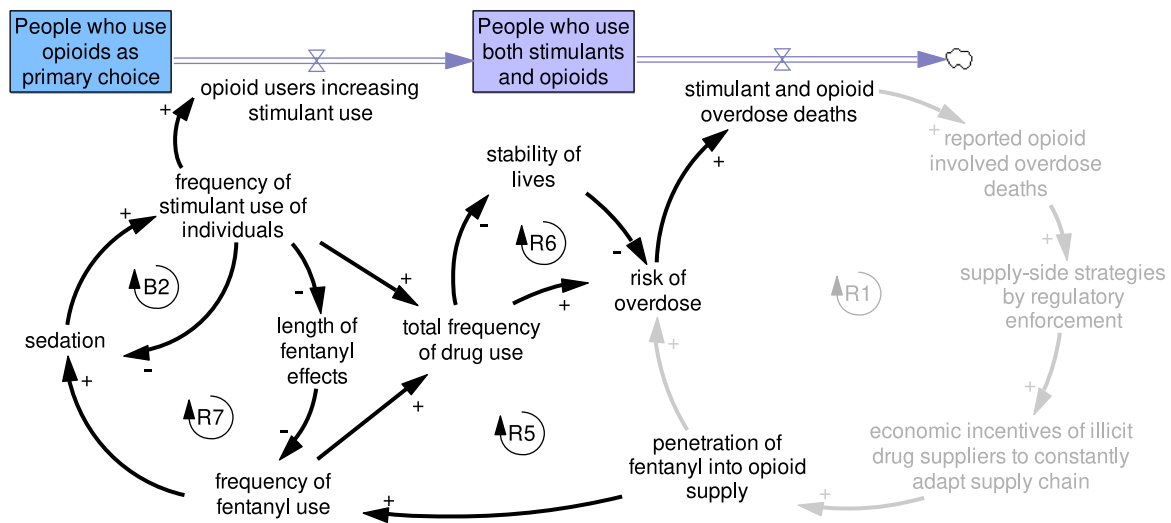 People who use
opioids as
primary choice
People who use
both stimulants
and opioids
opioid users increasing
stimulant use
+
stimulant and opioid
overdose deaths
+
reported opioid
involved overdose
deaths
+
stability of
lives
-
-
R6
+
frequency of
stimulant use of
individuals
+
B2
-
-
+
sedation
+
length of
fentanyl
effects
-
total frequency
of drug use
+
+
risk of
overdose
+
R1
+
supply-side strategies
by regulatory
enforcement
+
R7
R5
frequency of
fentanyl use
+
penetration of
fentanyl into opioid
supply
+
economic incentives of illicit
drug suppliers to constantly
adapt supply chain